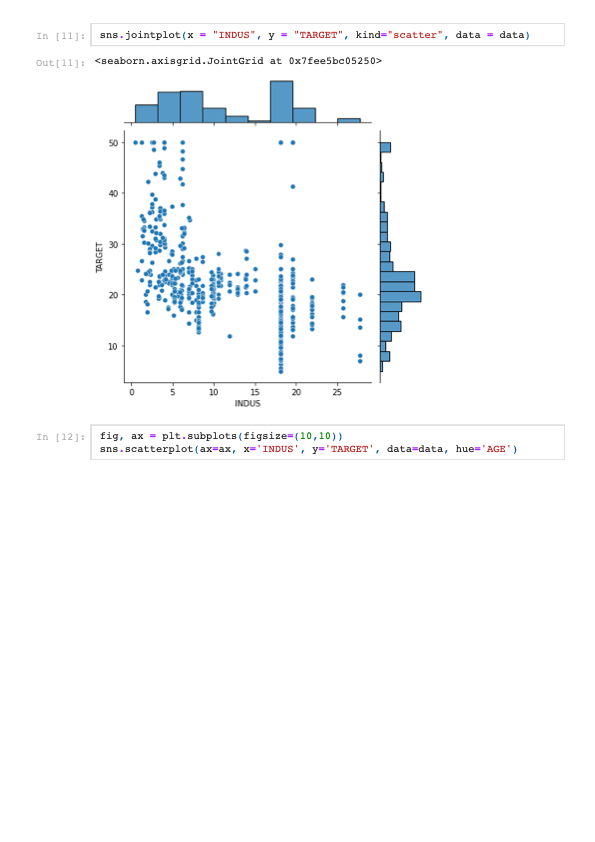 In [11]: sns.jointplot(x = "INDUS", y = "TARGET", kind="scatter", data = data)
Out[11]: <seaborn.axisgrid.JointGrid at 0x7fee5bc05250>
50
40
30
20
10
TARGET
0 5 10 15 20 25
INDUS
In [12]: fig, ax = plt.subplots(figsize=(10,10))
sns.scatterplot(ax=ax, x='INDUS', y='TARGET', data=data, hue='AGE')